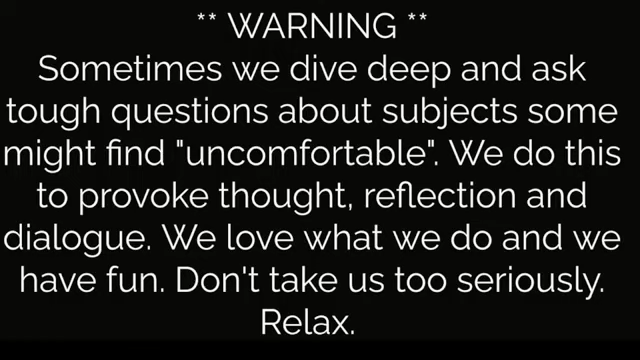 ** WARNING **
Sometimes we dive deep and ask
tough questions about subjects some
might find "uncomfortable". We do this
to provoke thought, reflection and
dialogue. We love what we do and we
have fun. Don't take us too seriously.
Relax.